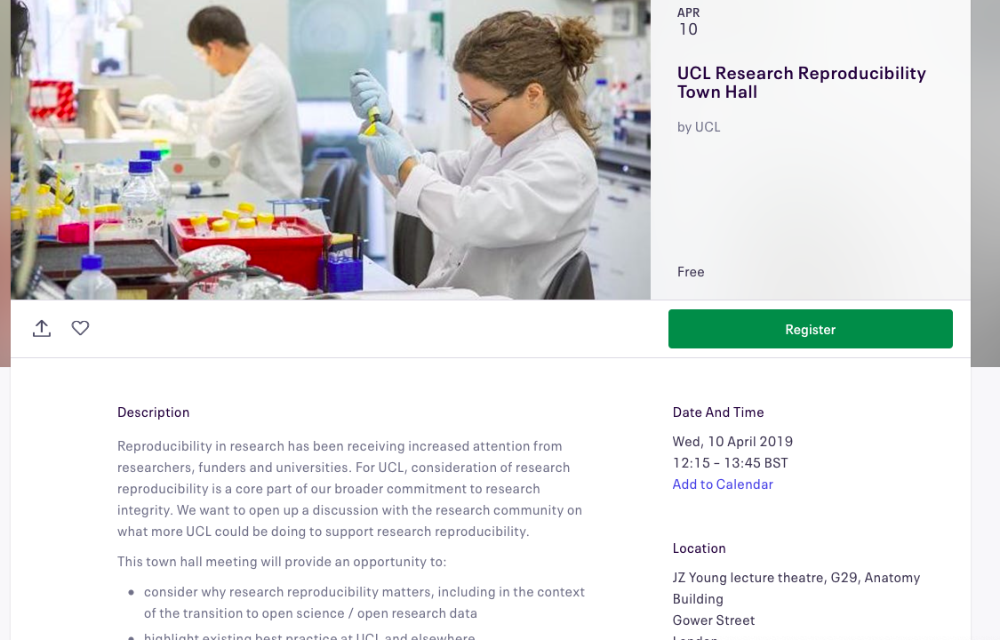 APR
10
UCL Research Reproducibility
Town Hall
by UCL
Free
Register
Description
Reproducibility in research has been receiving increased attention from
researchers, funders and universities. For UCL, consideration of research
reproducibility is a core part of our broader commitment to research
integrity. We want to open up a discussion with the research community on
what more UCL could be doing to support research reproducibility.
This town hall meeting will provide an opportunity to:
• consider why research reproducibility matters, including in the context
of the transition to open science / open research data
• highlight existing best practice at UCL and elsewhere
Date And Time
Wed, 10 April 2019
12:15 – 13:45 BST
Add to Calendar
Location
JZ Young lecture theatre, G29, Anatomy
Building
Gower Street
London